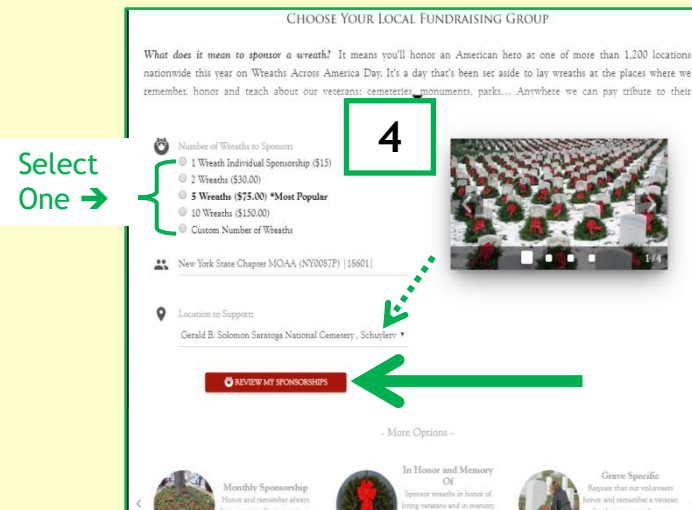 CHOOSE YOUR LOCAL FUNDRAISING GROUP
What does it mean to sponsor a wreath? It means you'll honor an American hero at one of more than 1,200 locations
nationwide this year on Wreaths Across America Day. It's a day that's been set aside to lay wreaths at the places where we
remember, honor and teach about our veterans: cemeteries, monuments, parks... Anywhere we can pay tribute to their
4
Select
One ➔
Number of Wreaths to Sponsor:
1 Wreath Individual Sponsorship ($15)
2 Wreaths ($30.00)
5 Wreaths ($75.00) *Most Popular
10 Wreaths ($150.00)
Custom Number of Wreaths
1/4
New York State Chapter MOAA (NY0087P) |18601|
Location to Support:
Gerald B. Solomon Saratoga National Cemetery , Schuylerv
REVIEW MY SPONSORSHIPS
- More Options -
Monthly Sponsorship
Honor and remember always
In Honor and Memory
Of
Sponsor wreaths in honor of
living veterans and in memory
Grave Specific
Request that our volunteers
honor and remember a veteran